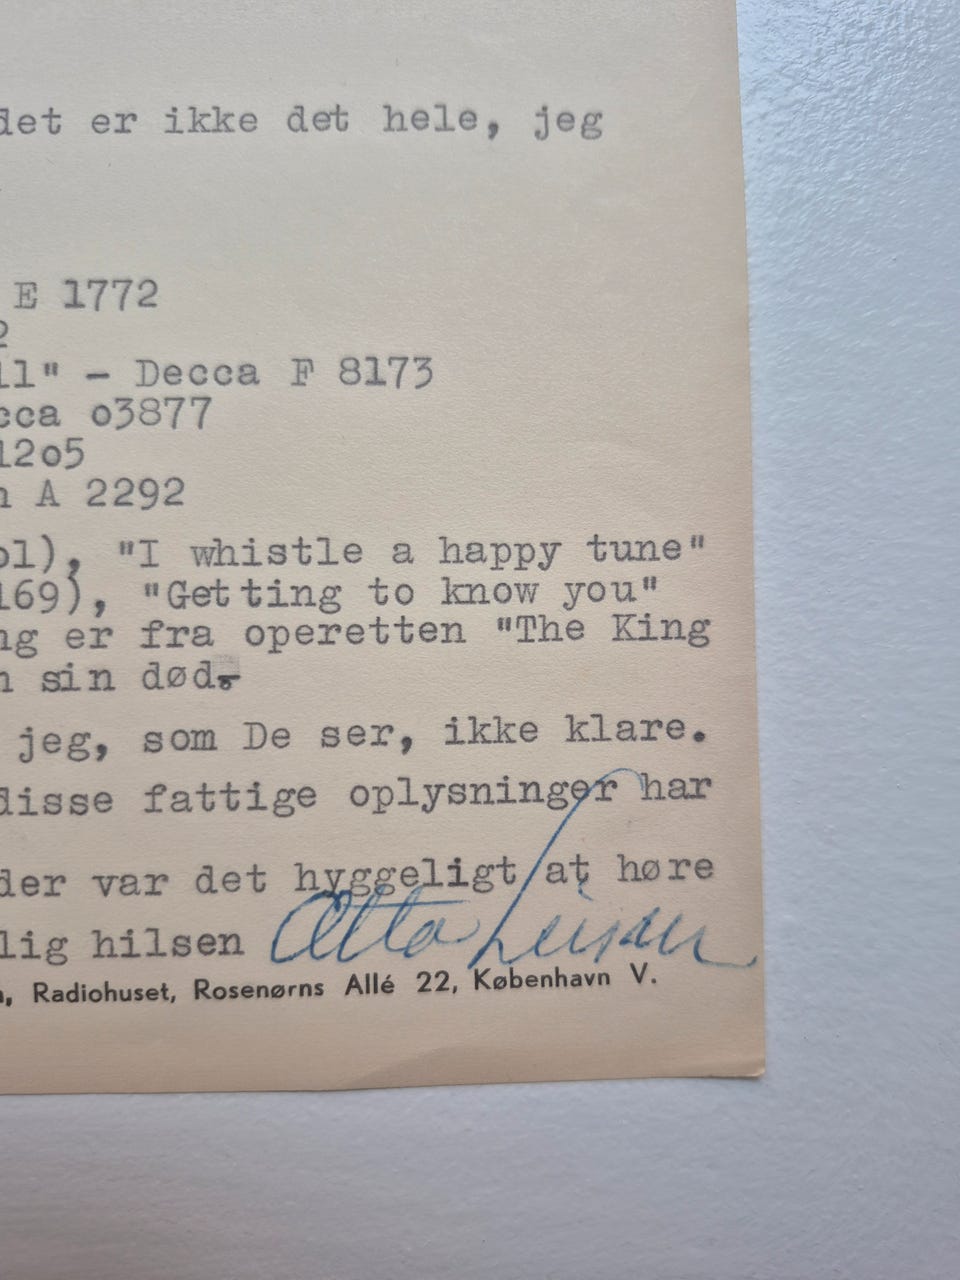 det er ikke det hele, jeg
E 1772
2
ll" - Decca F 8173
cca o3877
12o5
n A 2292
ol), "I whistle a happy tune"
169), "Getting to know you"
ng er fra operetten "The King
n sin død.
jeg, som De ser, ikke klare.
disse fattige oplysninger har
der var det hyggeligt at høre
lig hilsen Otto
n, Radiohuset, Rosenørns Allé 22, København V.